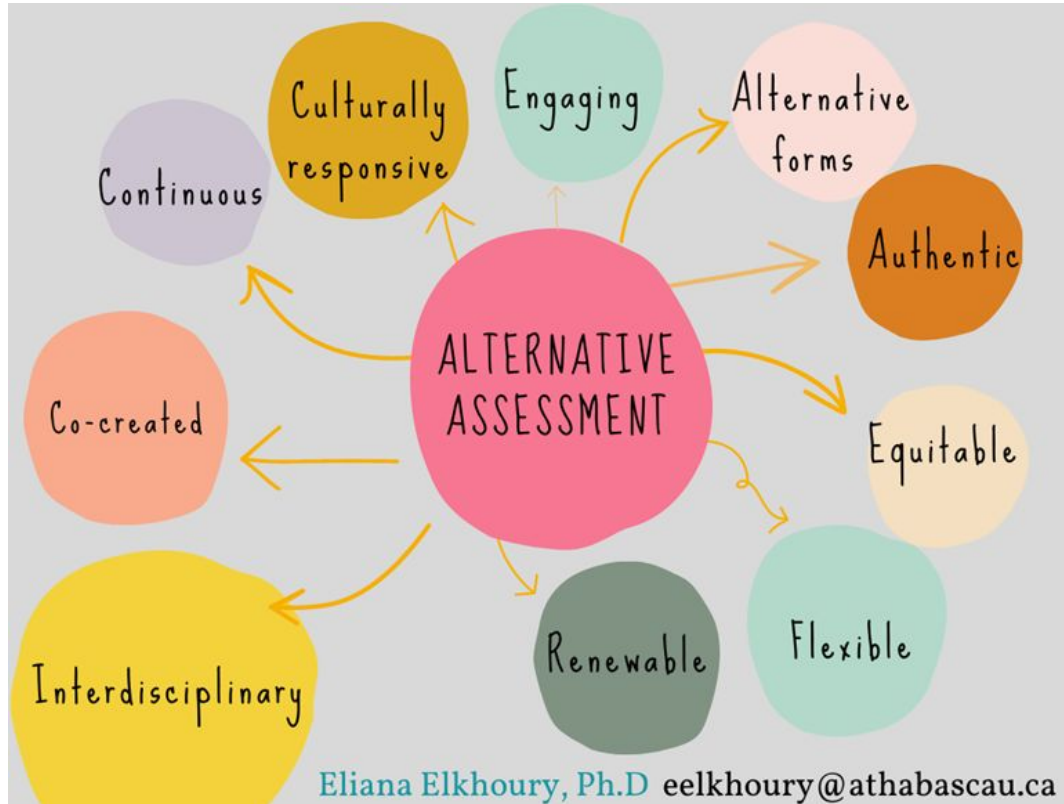 Culturally
responsive
Engaging
Alternative
forms
Continuous
Authentic
ALTERNATIVE
ASSESSMENT
Co-created
Equitable
Interdisciplinary
Renewable
Flexible
Eliana Elkhoury, Ph.D eelkhoury@athabascau.ca